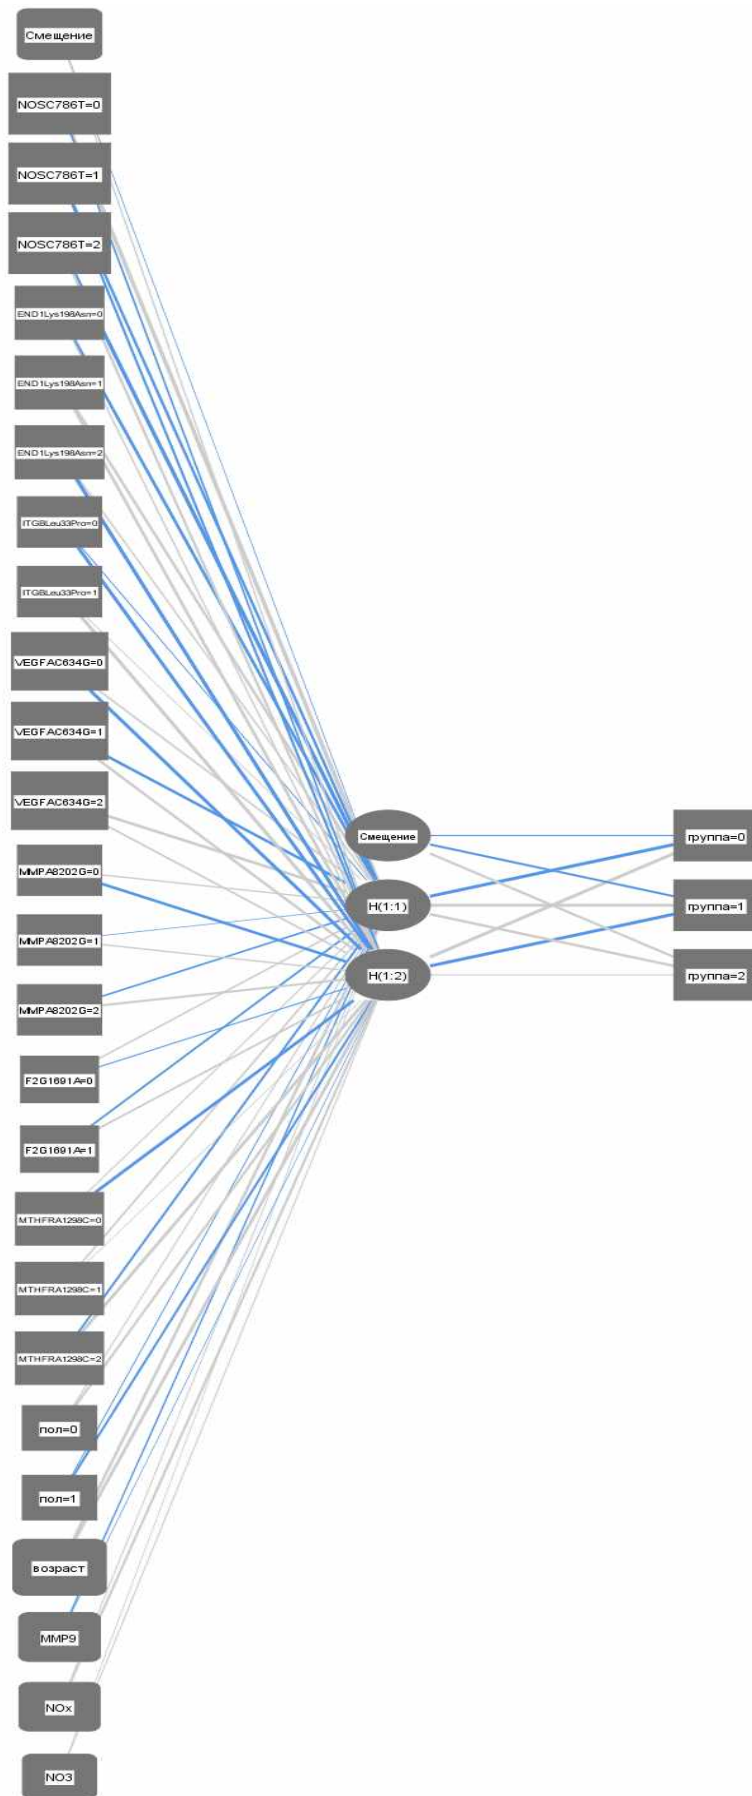 Смещение
NOSC786T=0
NOSC786T=1
NOSC786T=2
END1Lys198Asn=0
END1Lys198Asn=1
END1Lys198Asn=2
ITGBLeu33Pro=0
ITGBLeu33Pro=1
VEGFAC634G=0
VEGFAC634G=1
VEGFAC634G=2
MMPA8202G=0
MMPA8202G=1
MMPA8202G=2
F2G1691A=0
F2G1691A=1
MTHFRA1298C=0
MTHFRA1298C=1
MTHFRA1298C=2
пол=0
пол=1
возраст
MMP9
NOx
NO3
Смещение
H(1:1)
H(1:2)
группа=0
группа=1
группа=2